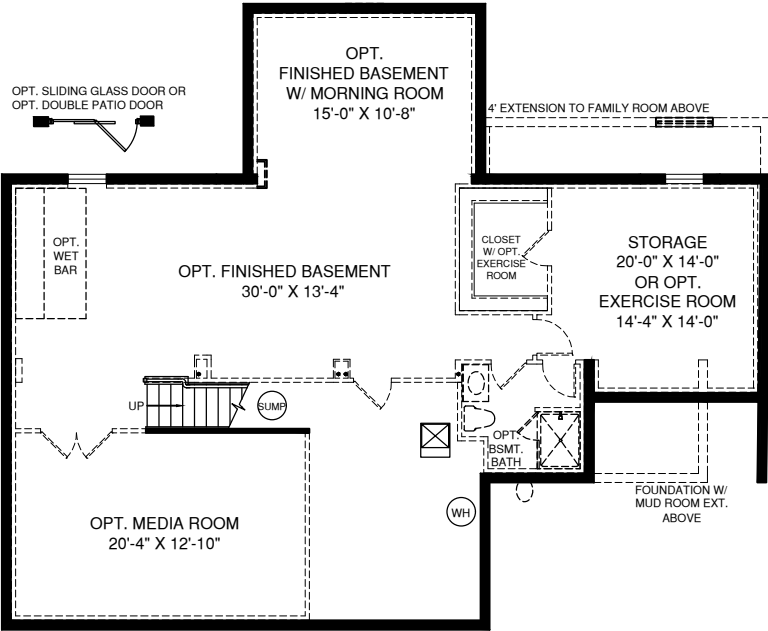 OPT.
FINISHED BASEMENT
W/ MORNING ROOM
15'-0" X 10'-8"
OPT. SLIDING GLASS DOOR OR
OPT. DOUBLE PATIO DOOR
4' EXTENSION TO FAMILY ROOM ABOVE
OPT.
WET
BAR
OPT. FINISHED BASEMENT
30'-0" X 13'-4"
CLOSET
W/ OPT.
EXERCISE
ROOM
STORAGE
20'-0" X 14'-0"
OR OPT.
EXERCISE ROOM
14'-4" X 14'-0"
UP
SUMP
OPT.
BSMT.
BATH
OPT. MEDIA ROOM
20'-4" X 12'-10"
WH
FOUNDATION W/
MUD ROOM EXT.
ABOVE